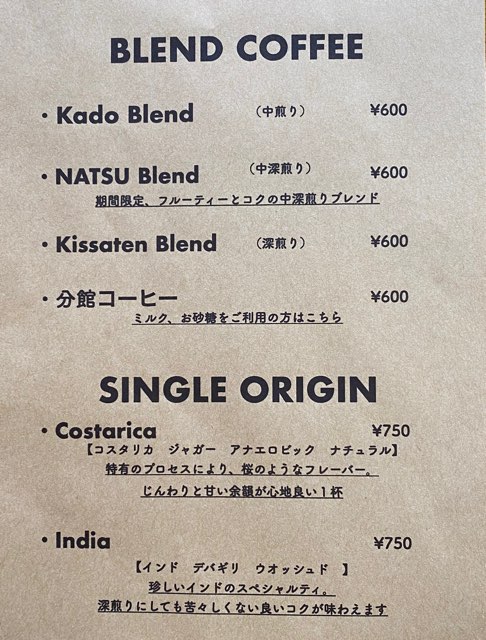 BLEND COFFEE
・Kado Blend （中煎り） ¥600
・NATSU Blend （中深煎り） ¥600
期間限定、フルーティーとコクの中深煎りブレンド
・Kissaten Blend （深煎り） ¥600
・分館コーヒー ¥600
ミルク、お砂糖をご利用の方はこちら
SINGLE ORIGIN
・Costarica ¥750
【コスタリカ ジャガー アナエロビック ナチュラル】
特有のプロセスにより、桜のようなフレーバー。
じんわりと甘い余韻が心地良い１杯
・India ¥750
【インド デバギリ ウオッシュド 】
珍しいインドのスペシャルティ。
深煎りにしても苦々しくない良いコクが味わえます